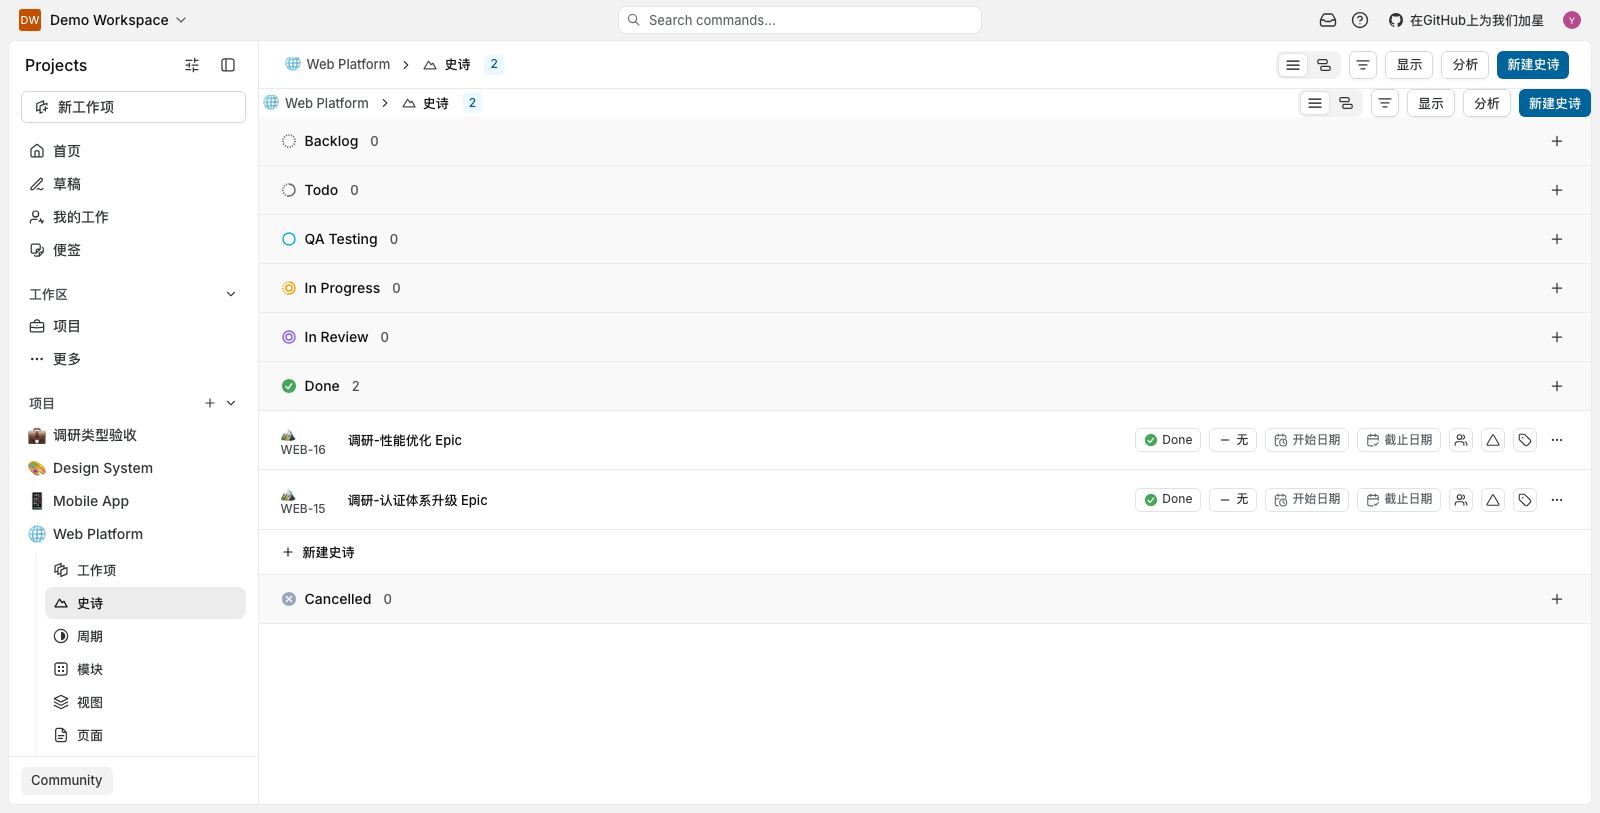 DW Demo Workspace
Search commands...
在GitHub上为我们加星
Y
Projects
新工作项
首页
草稿
我的工作
便签
工作区
项目
更多
项目
调研类型验收
Design System
Mobile App
Web Platform
工作项
史诗
周期
模块
视图
页面
Community
Web Platform 史诗 2
显示 分析 新建史诗
Web Platform 史诗 2
显示 分析 新建史诗
Backlog 0
Todo 0
QA Testing 0
In Progress 0
In Review 0
Done 2
WEB-16 调研-性能优化 Epic Done 无 开始日期 截止日期
WEB-15 调研-认证体系升级 Epic Done 无 开始日期 截止日期
新建史诗
Cancelled 0